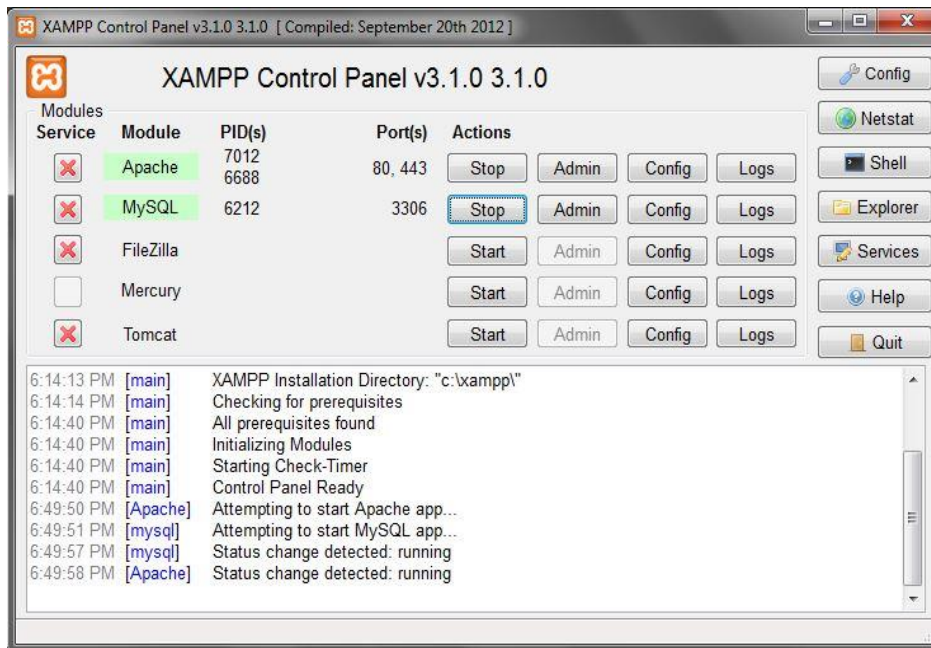 XAMPP Control Panel v3.1.0 3.1.0 [ Compiled: September 20th 2012 ]
XAMPP Control Panel v3.1.0 3.1.0
Config
Modules
Netstat
Service Module PID(s) Port(s) Actions
Apache 7012 80, 443 Stop Admin Config Logs Shell
6688
MySQL 6212 3306 Stop Admin Config Logs Explorer
FileZilla Start Admin Config Logs Services
Mercury Start Admin Config Logs Help
Tomcat Start Admin Config Logs Quit
6:14:13 PM [main] XAMPP Installation Directory: "c:\xampp\"
6:14:14 PM [main] Checking for prerequisites
6:14:40 PM [main] All prerequisites found
6:14:40 PM [main] Initializing Modules
6:14:40 PM [main] Starting Check-Timer
6:14:40 PM [main] Control Panel Ready
6:49:50 PM [Apache] Attempting to start Apache app...
6:49:51 PM [mysql] Attempting to start MySQL app...
6:49:57 PM [mysql] Status change detected: running
6:49:58 PM [Apache] Status change detected: running